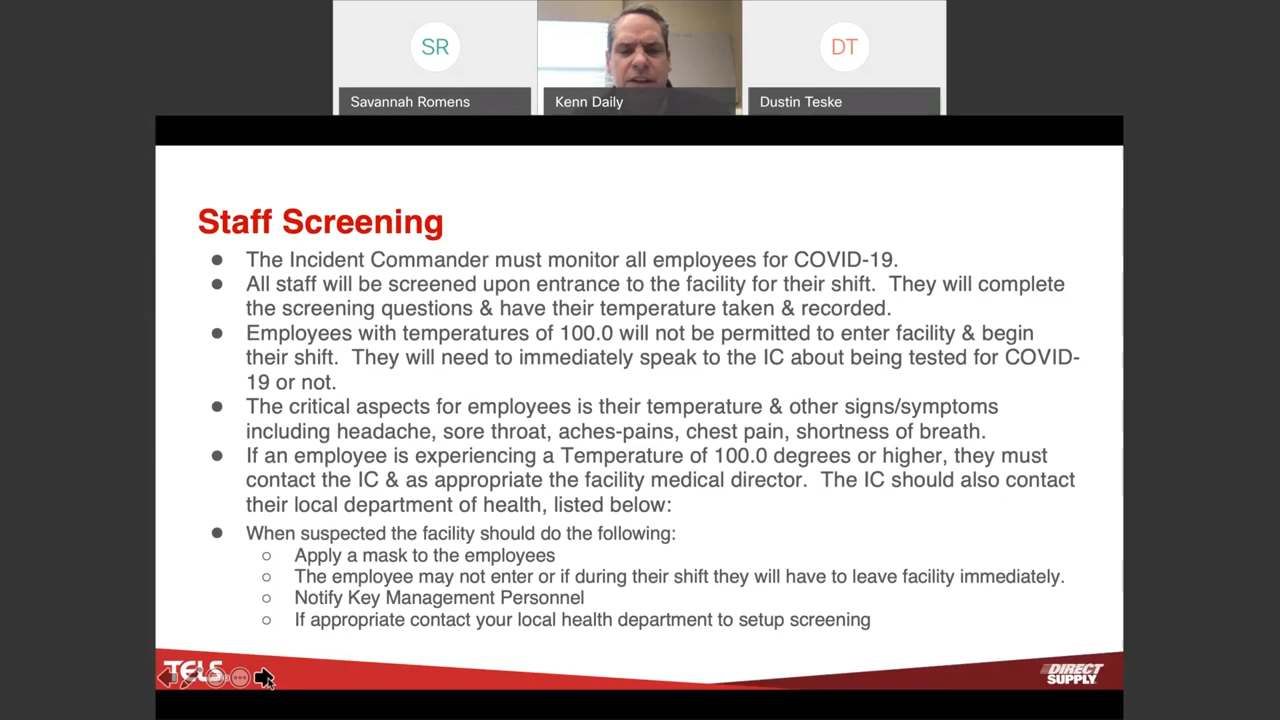 SR
DT
Savannah Romens
Kenn Daily
Dustin Teske
Staff Screening
● The Incident Commander must monitor all employees for COVID-19.
● All staff will be screened upon entrance to the facility for their shift. They will complete
the screening questions & have their temperature taken & recorded.
● Employees with temperatures of 100.0 will not be permitted to enter facility & begin
their shift. They will need to immediately speak to the IC about being tested for COVID-
19 or not.
● The critical aspects for employees is their temperature & other signs/symptoms
including headache, sore throat, aches-pains, chest pain, shortness of breath.
● If an employee is experiencing a Temperature of 100.0 degrees or higher, they must
contact the IC & as appropriate the facility medical director. The IC should also contact
their local department of health, listed below:
● When suspected the facility should do the following:
○ Apply a mask to the employees
○ The employee may not enter or if during their shift they will have to leave facility immediately.
○ Notify Key Management Personnel
○ If appropriate contact your local health department to setup screening
TELS
DIRECT
SUPPLY